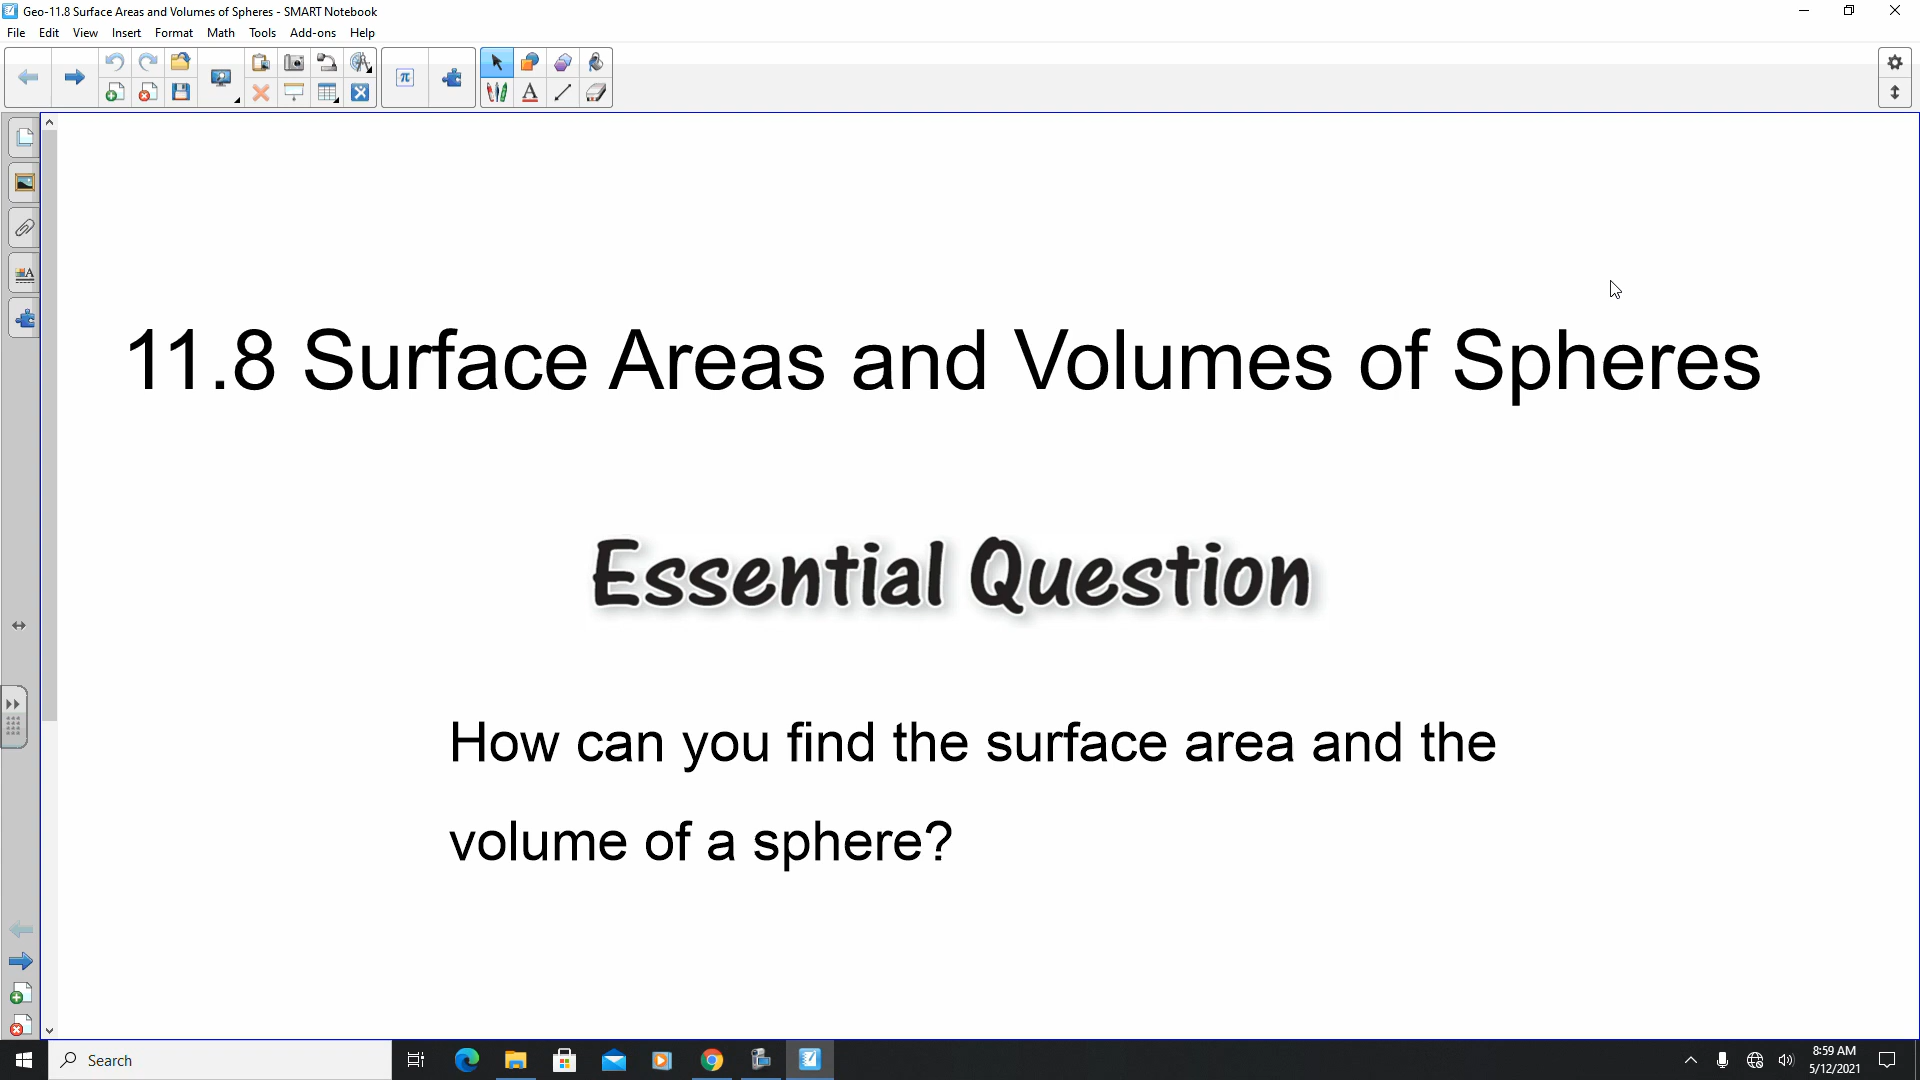 Geo-11.8 Surface Areas and Volumes of Spheres - SMART Notebook
File Edit View Insert Format Math Tools Add-ons Help
11.8 Surface Areas and Volumes of Spheres
Essential Question
How can you find the surface area and the
volume of a sphere?
Search
8:59 AM
5/12/2021